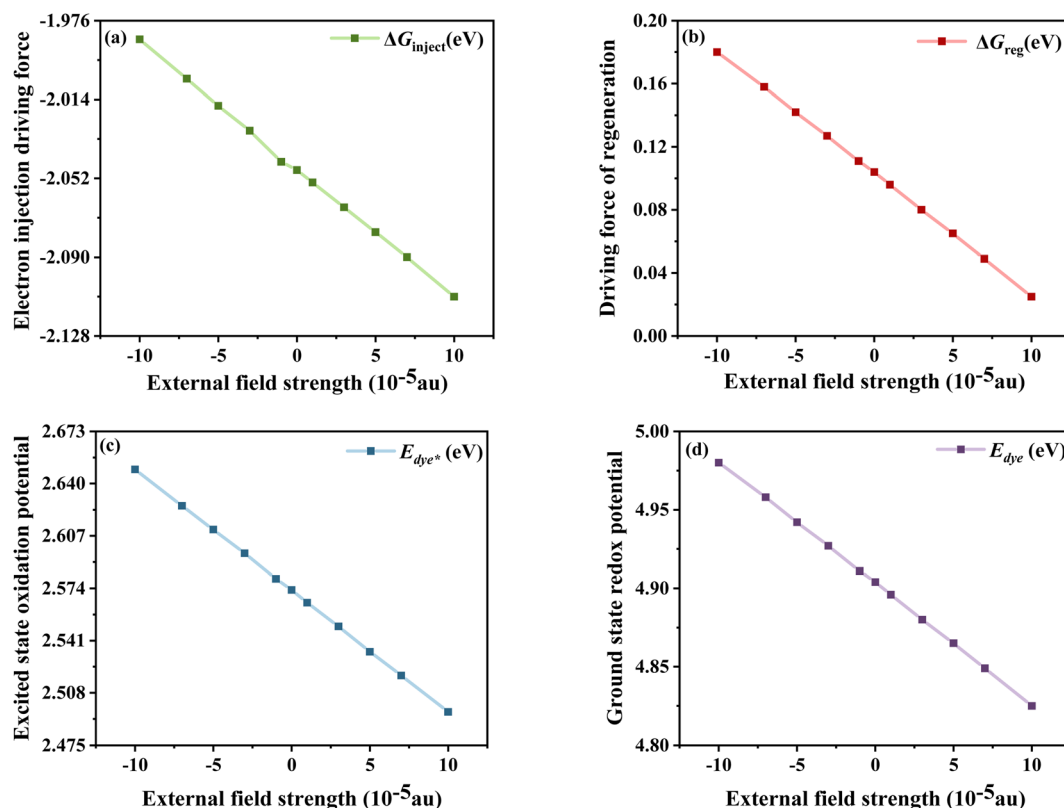 (a)
ΔG_inject(eV)
Electron injection driving force
-1.976
-2.014
-2.052
-2.090
-2.128
-10 -5 0 5 10
External field strength (10^-5au)
(b)
ΔG_reg(eV)
Driving force of regeneration
0.20
0.16
0.12
0.08
0.04
0.00
-10 -5 0 5 10
External field strength (10^-5au)
(c)
E_dye* (eV)
Excited state oxidation potential
2.673
2.640
2.607
2.574
2.541
2.508
2.475
-10 -5 0 5 10
External field strength (10^-5au)
(d)
E_dye (eV)
Ground state redox potential
5.00
4.95
4.90
4.85
4.80
-10 -5 0 5 10
External field strength (10^-5au)